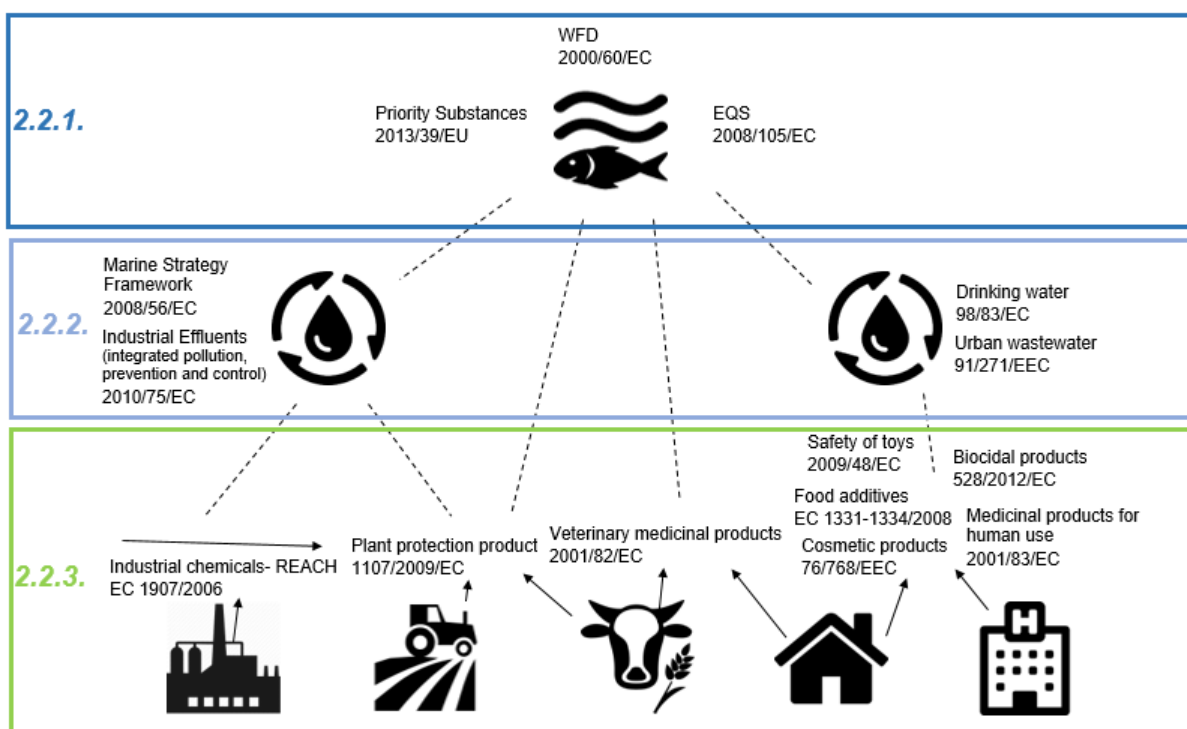 2.2.1.
WFD
2000/60/EC
Priority Substances
2013/39/EU
EQS
2008/105/EC
2.2.2.
Marine Strategy
Framework
2008/56/EC
Industrial Effluents
(integrated pollution,
prevention and control)
2010/75/EC
Drinking water
98/83/EC
Urban wastewater
91/271/EEC
2.2.3.
Industrial chemicals- REACH
EC 1907/2006
Plant protection product
1107/2009/EC
Veterinary medicinal products
2001/82/EC
Safety of toys
2009/48/EC
Food additives
EC 1331-1334/2008
Cosmetic products
76/768/EEC
Biocidal products
528/2012/EC
Medicinal products for
human use
2001/83/EC
H